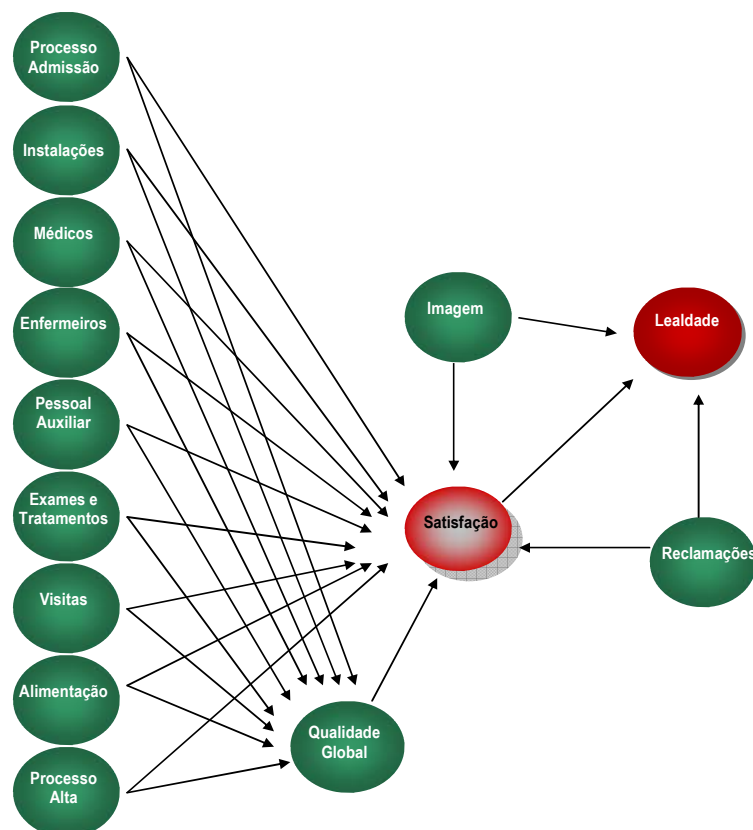 Processo
Admissão
Instalações
Médicos
Enfermeiros
Pessoal
Auxiliar
Exames e
Tratamentos
Visitas
Alimentação
Processo
Alta
Imagem
Lealdade
Satisfação
Reclamações
Qualidade
Global